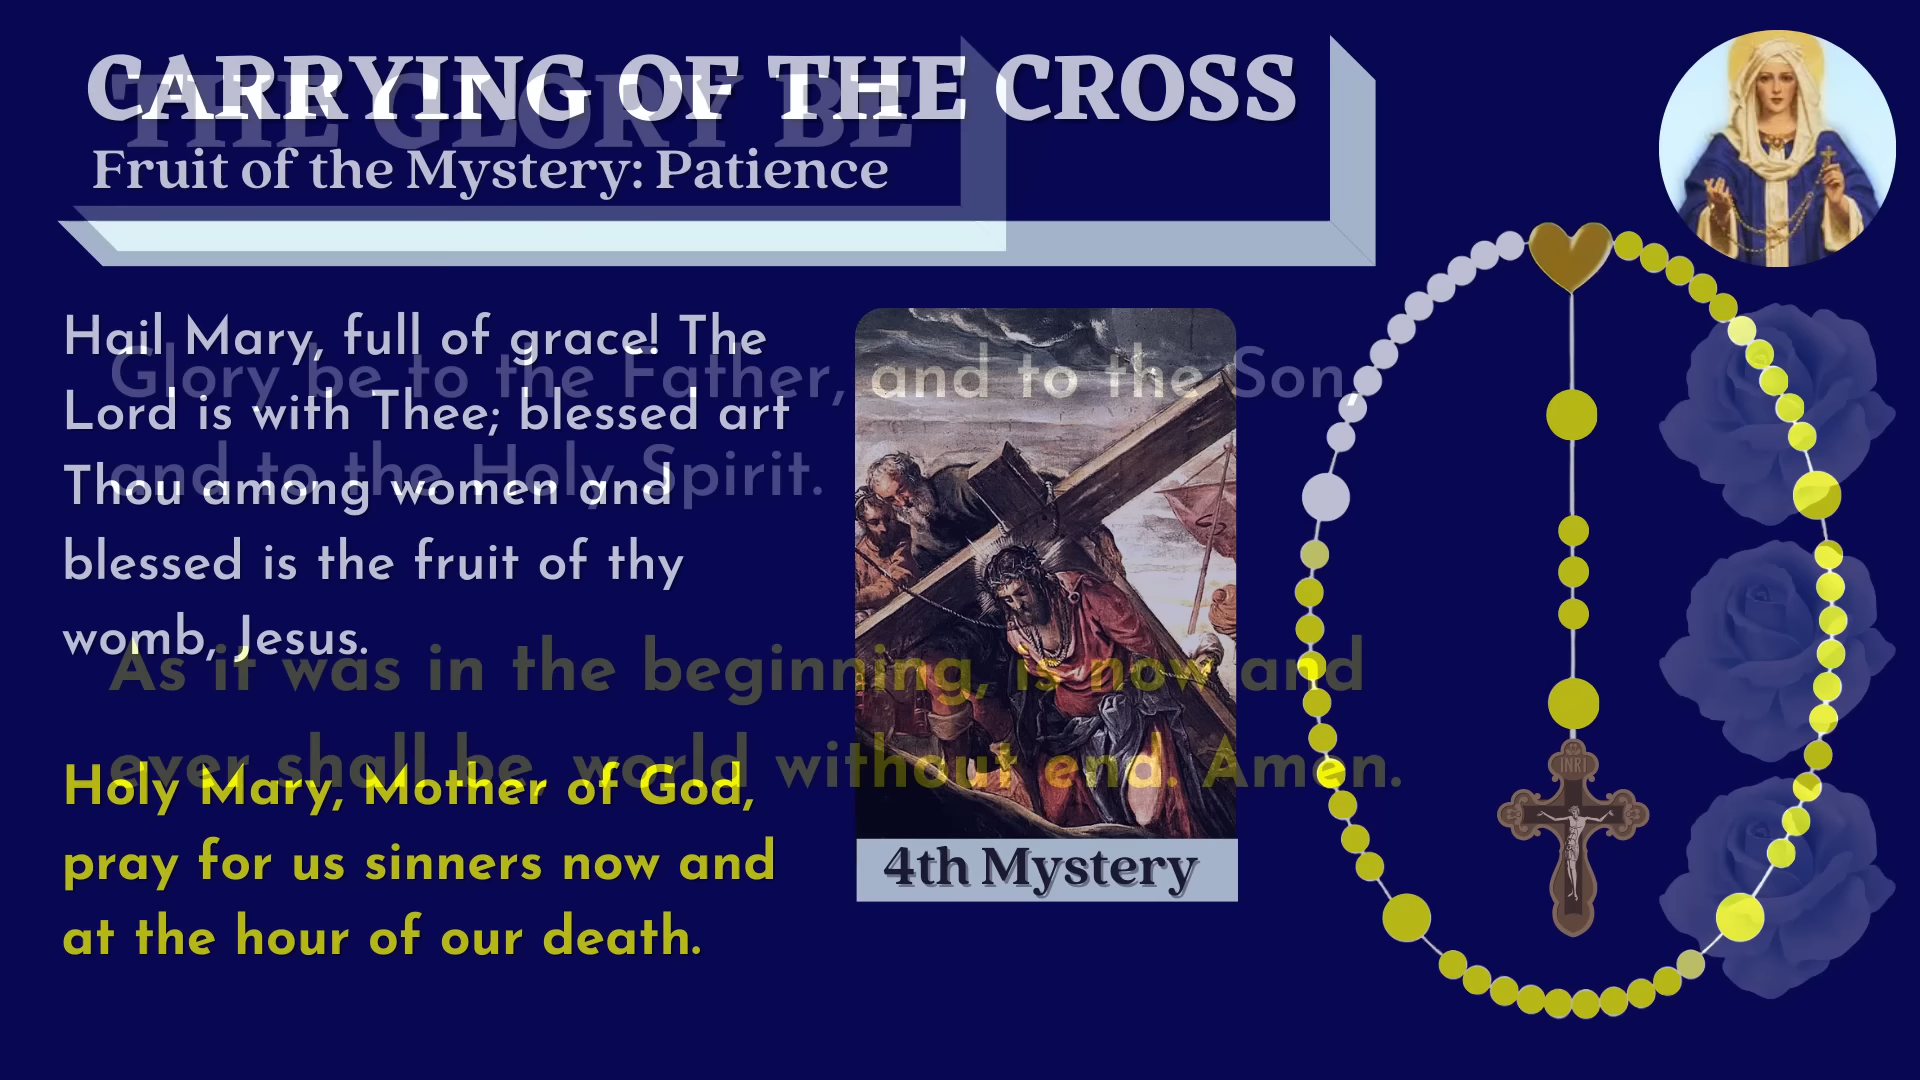 CARRYING OF THE CROSS
THE GLORY BE
Fruit of the Mystery: Patience
Hail Mary, full of grace! The
Lord is with Thee; blessed art
Thou among women and
blessed is the fruit of thy
womb, Jesus.
Holy Mary, Mother of God,
pray for us sinners now and
at the hour of our death.
Glory be to the Father, and to the Son,
and to the Holy Spirit.
As it was in the beginning, is now and
ever shall be, world without end. Amen.
4th Mystery
INRI